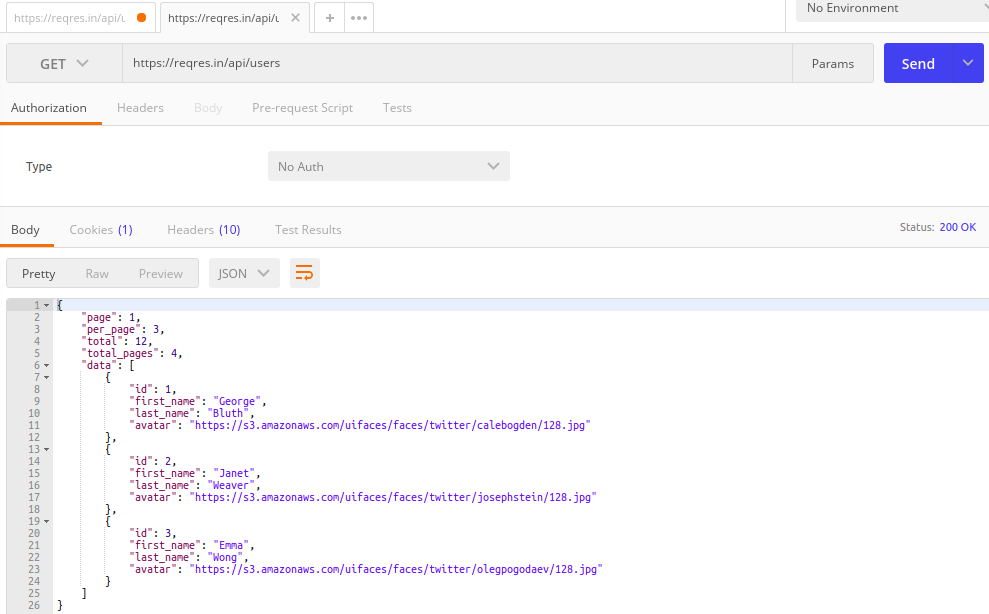 https://reqres.in/api/u https://reqres.in/api/u × + ••• No Environment
GET https://reqres.in/api/users Params Send
Authorization Headers Body Pre-request Script Tests
Type No Auth
Body Cookies (1) Headers (10) Test Results Status: 200 OK
Pretty Raw Preview JSON
1 {
2 "page": 1,
3 "per_page": 3,
4 "total": 12,
5 "total_pages": 4,
6 "data": [
7 {
8 "id": 1,
9 "first_name": "George",
10 "last_name": "Bluth",
11 "avatar": "https://s3.amazonaws.com/uifaces/faces/twitter/calebogden/128.jpg"
12 },
13 {
14 "id": 2,
15 "first_name": "Janet",
16 "last_name": "Weaver",
17 "avatar": "https://s3.amazonaws.com/uifaces/faces/twitter/josephstein/128.jpg"
18 },
19 {
20 "id": 3,
21 "first_name": "Emma",
22 "last_name": "Wong",
23 "avatar": "https://s3.amazonaws.com/uifaces/faces/twitter/olegpogodaev/128.jpg"
24 }
25 ]
26 }